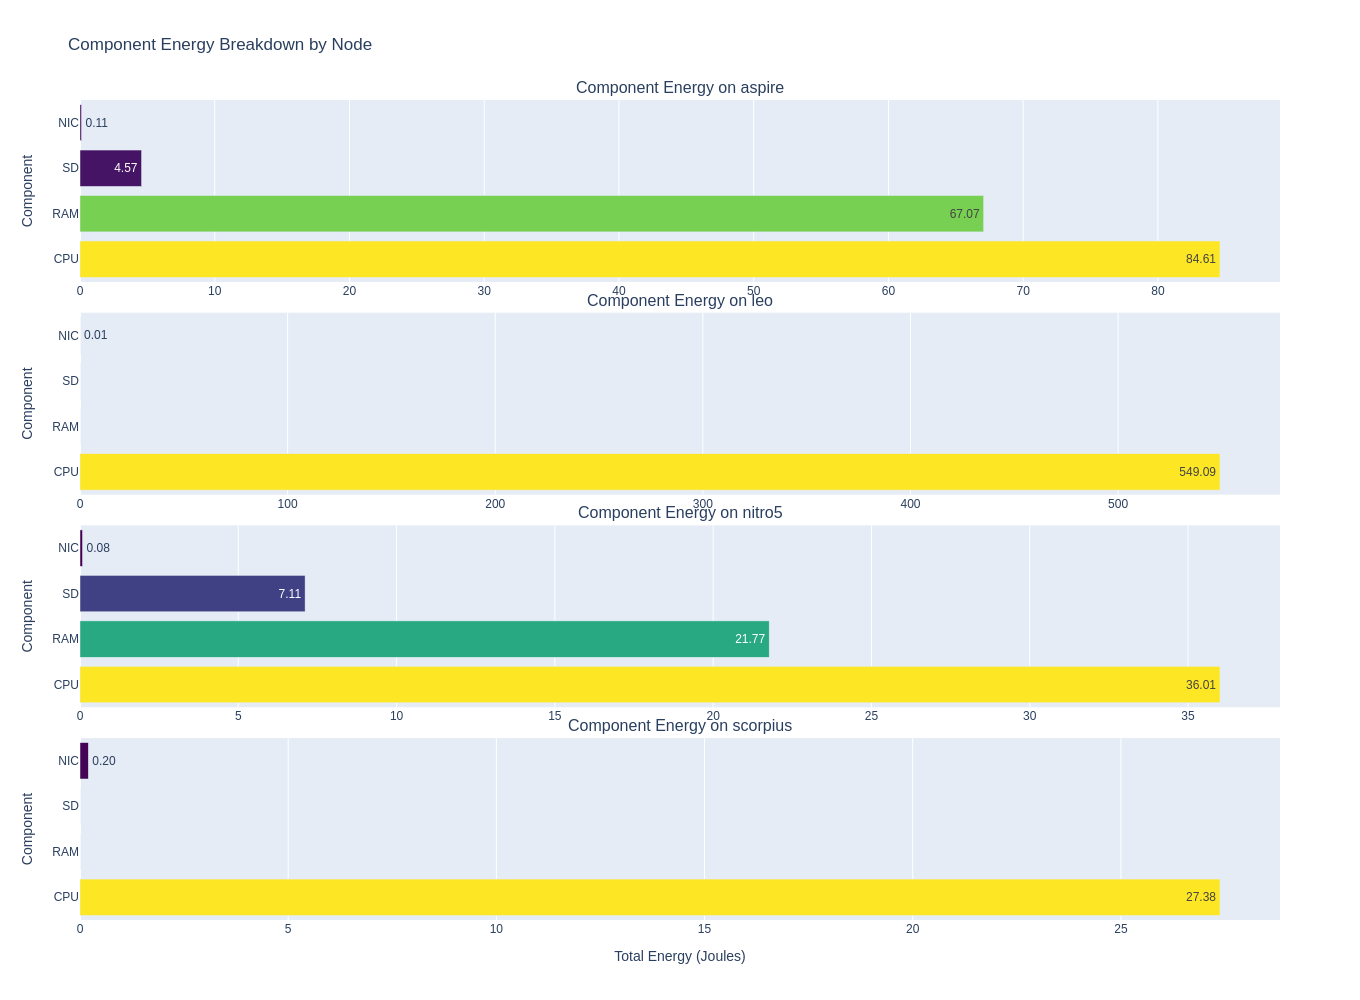 Component Energy Breakdown by Node
Component Energy on aspire
Component
NIC 0.11
SD 4.57
RAM 67.07
CPU 84.61
0 10 20 30 40 50 60 70 80
Component Energy on leo
Component
NIC 0.01
SD
RAM
CPU 549.09
0 100 200 300 400 500
Component Energy on nitro5
Component
NIC 0.08
SD 7.11
RAM 21.77
CPU 36.01
0 5 10 15 20 25 30 35
Component Energy on scorpius
Component
NIC 0.20
SD
RAM
CPU 27.38
0 5 10 15 20 25
Total Energy (Joules)